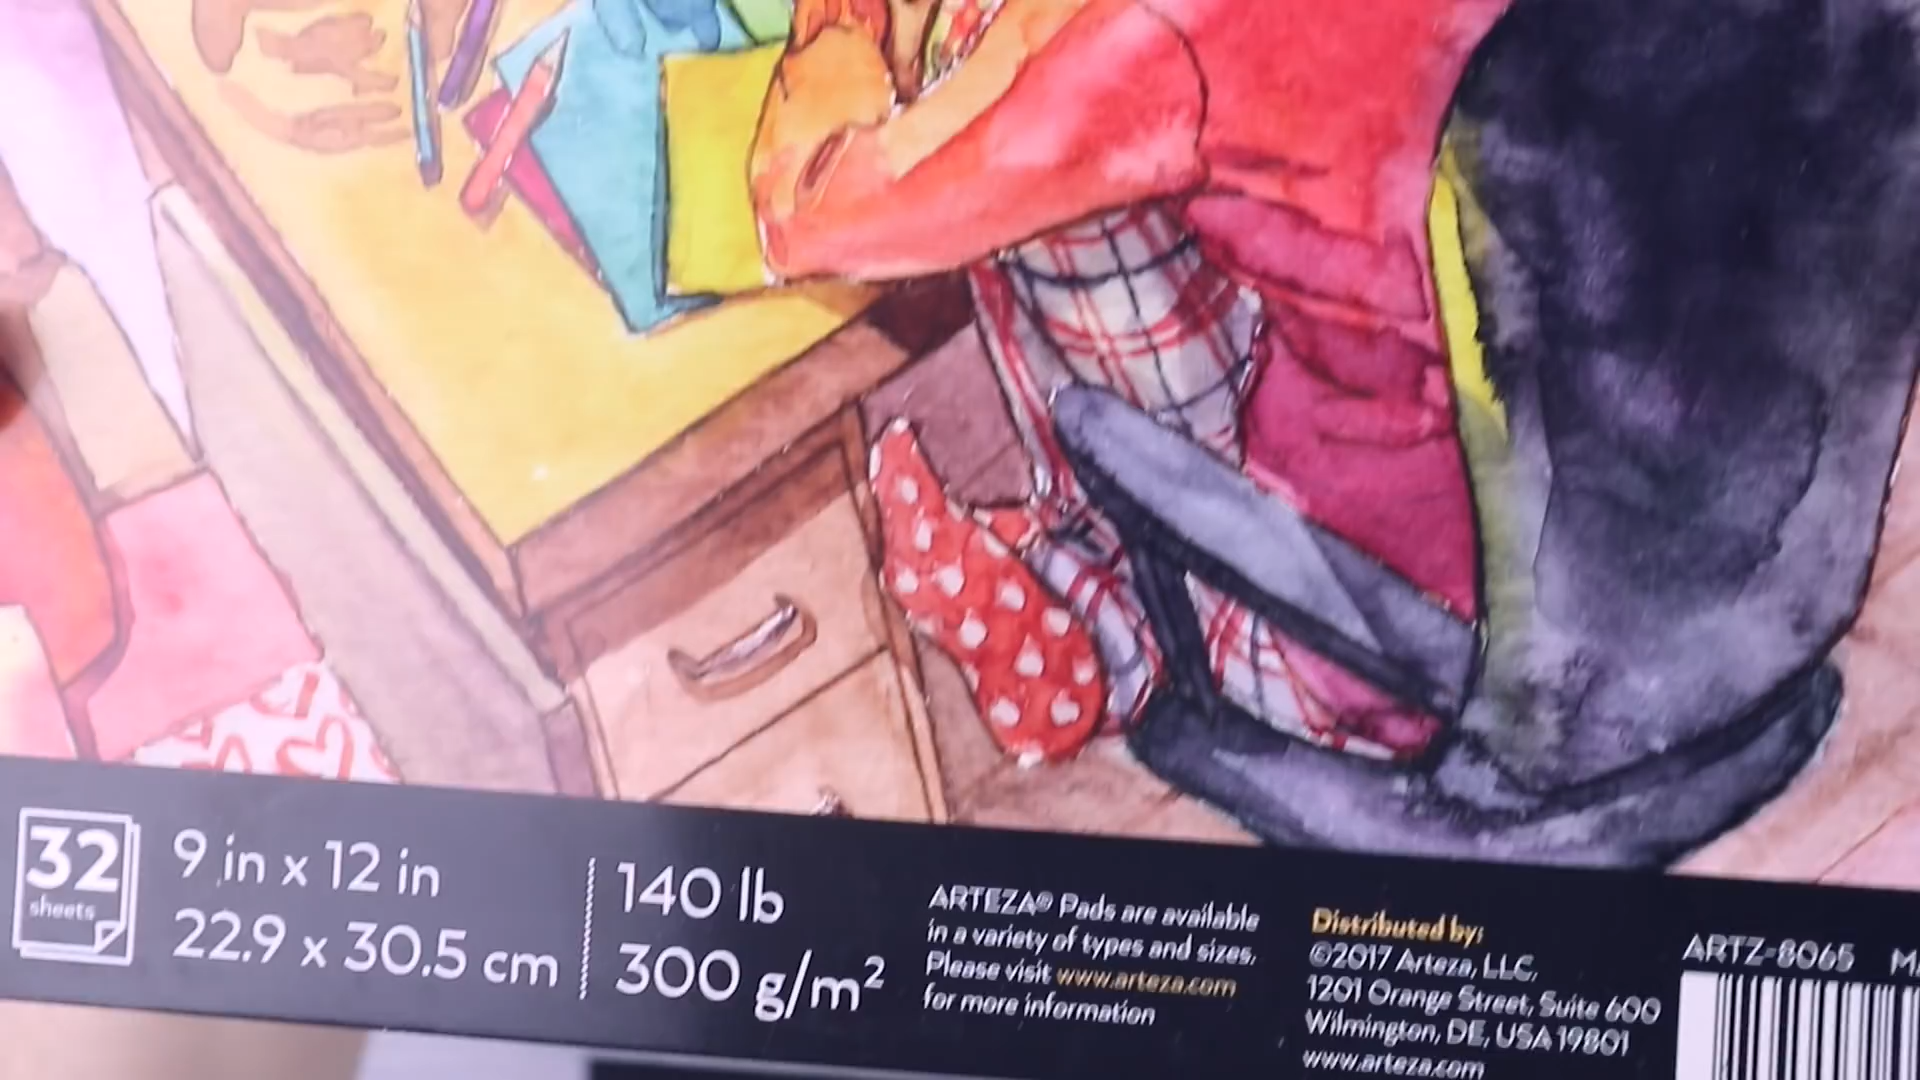 32
sheets
9 in x 12 in
22.9 x 30.5 cm
140 lb
300 g/m²
ARTEZA® Pads are available
in a variety of types and sizes.
Please visit www.arteza.com
for more information
Distributed by:
©2017 Arteza, LLC.
1201 Orange Street, Suite 600
Wilmington, DE, USA 19801
www.arteza.com
ARTZ-8065